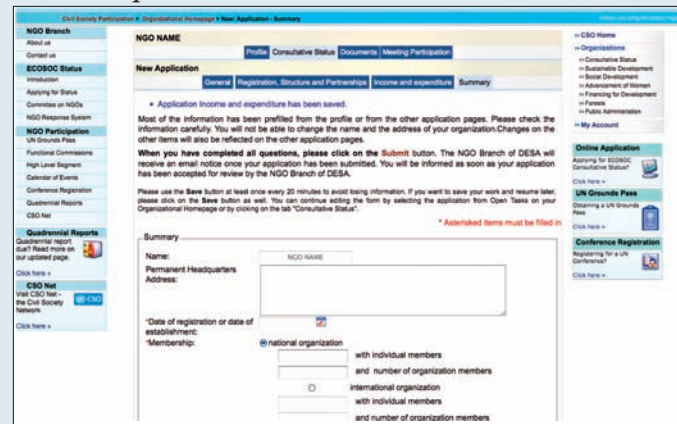 Civil Society Participation » Organizational Homepage » New Application - Summary
NGO Branch
About us
Contact us
ECOSOC Status
Introduction
Applying for Status
Committee on NGOs
NGO Response System
NGO Participation
UN Grounds Pass
Functional Commissions
High Level Segment
Calendar of Events
Conference Registration
Quadrennial Reports
CSO Net
Quadrennial Reports
Quadrennial report
due? Read more on
our updated page.
Click here »
CSO Net
Visit CSO Net -
the Civil Society
Network
CSO
Click here »
NGO NAME
Profile Consultative Status Documents Meeting Participation
New Application
General Registration, Structure and Partnerships Income and expenditure Summary
Application Income and expenditure has been saved.
Most of the information has been prefilled from the profile or from the other application pages. Please check the
information carefully. You will not be able to change the name and the address of your organization.Changes on the
other items will also be reflected on the other application pages.
When you have completed all questions, please click on the Submit button. The NGO Branch of DESA will
receive an email notice once your application has been submitted. You will be informed as soon as your application
has been accepted for review by the NGO Branch of DESA.
Please use the Save button at least once every 20 minutes to avoid losing information. If you want to save your work and resume later,
please click on the Save button as well. You can continue editing the form by selecting the application from Open Tasks on your
Organizational Homepage or by clicking on the tab "Consultative Status".
* Asterisked items must be filled in
Summary
Name: NGO NAME
Permanent Headquarters
Address:
*Date of registration or date of
establishment:
*Membership: national organization
with individual members
and number of organization members
international organization
with individual members
and number of organization members
›› CSO Home
›› Organizations
›› Consultative Status
›› Sustainable Development
›› Social Development
›› Advancement of Women
›› Financing for Development
›› Forests
›› Public Administration
›› My Account
Online Application
Applying for ECOSOC
Consultative Status?
Click here »
UN Grounds Pass
Obtaining a UN Grounds
Pass
Click here »
Conference Registration
Registering for a UN
Conference?
Click here »